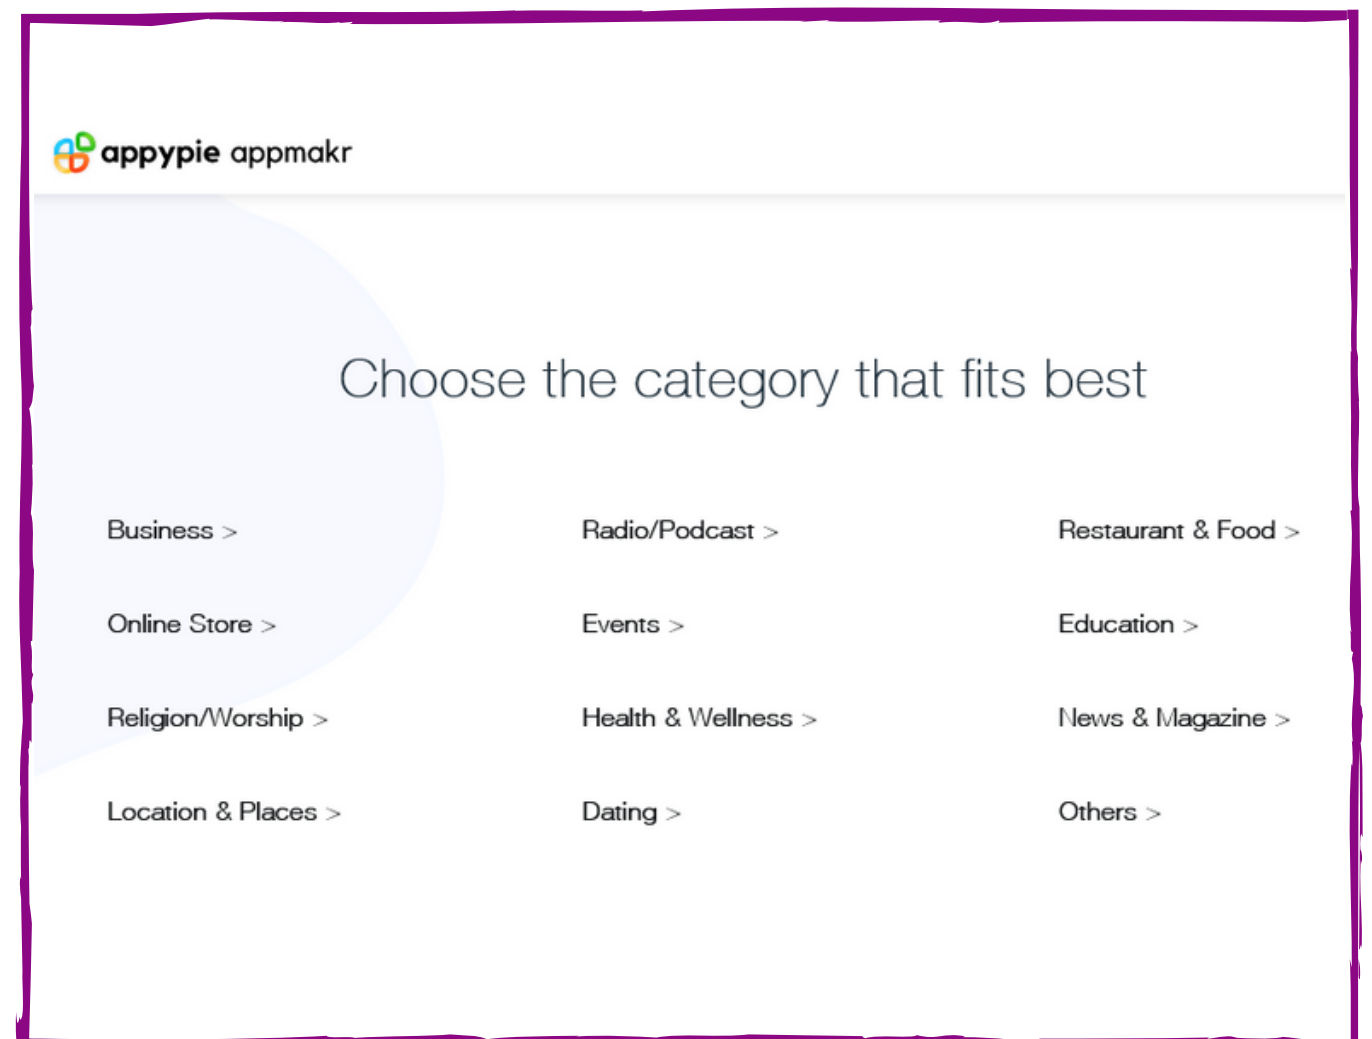 appypie appmakr
Choose the category that fits best
Business > Radio/Podcast > Restaurant & Food >
Online Store > Events > Education >
Religion/Worship > Health & Wellness > News & Magazine >
Location & Places > Dating > Others >